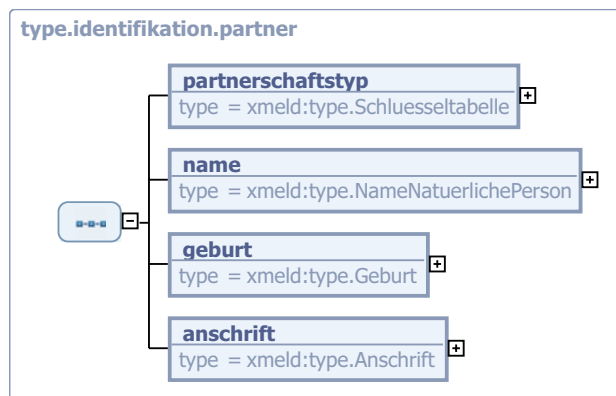 type.identifikation.partner
partnerschaftstyp
type = xmeld:type.Schluesseltabelle
name
type = xmeld:type.NameNatuerlichePerson
geburt
type = xmeld:type.Geburt
anschrift
type = xmeld:type.Anschrift